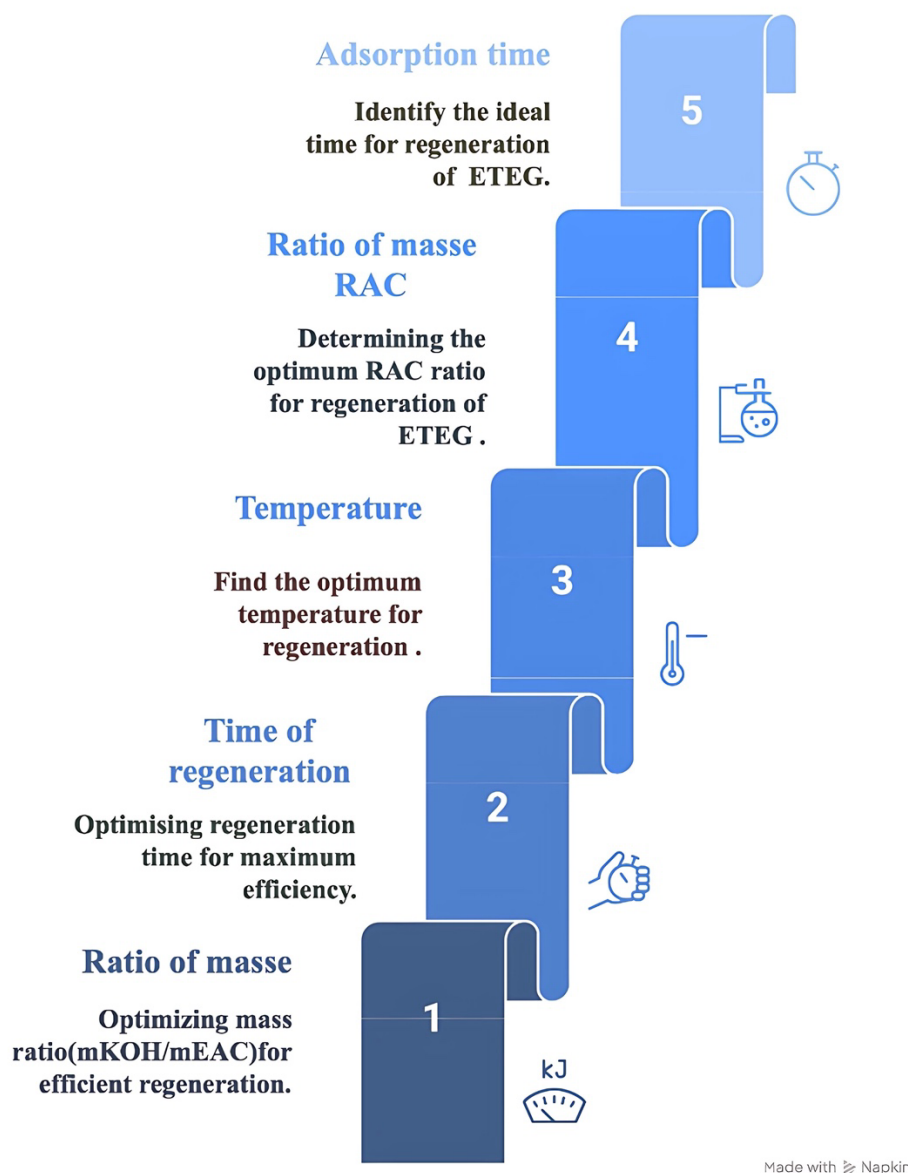 Adsorption time
5
Identify the ideal
time for regeneration
of ETEG.
Ratio of masse
RAC
4
Determining the
optimum RAC ratio
for regeneration of
ETEG .
Temperature
3
Find the optimum
temperature for
regeneration .
Time of
regeneration
2
Optimising regeneration
time for maximum
efficiency.
Ratio of masse
1
Optimizing mass
ratio(mKOH/mEAC)for
efficient regeneration.
kJ
Made with Napkin